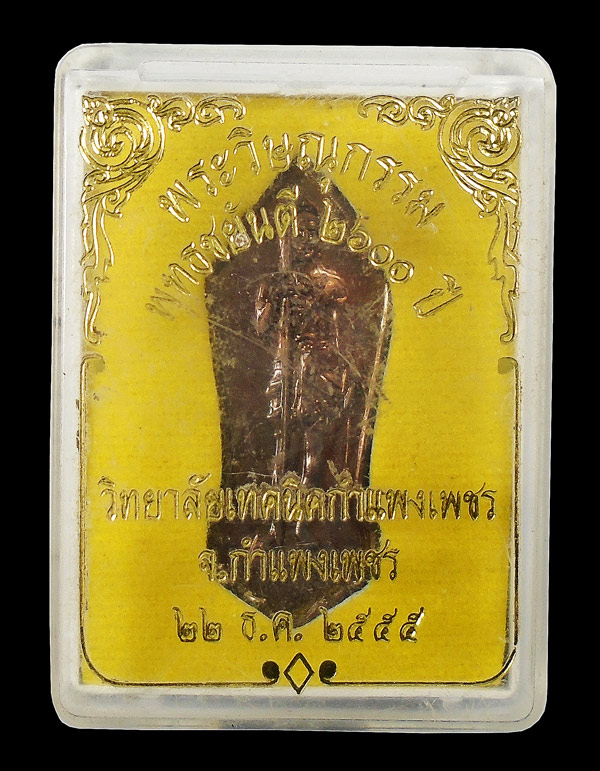 พระวิษณุกรรม
พุทธชยันตี ๒๖๐๐ ปี
วิทยาลัยเทคนิคกำแพงเพชร
จ.กำแพงเพชร
๒๒ ธ.ค. ๒๕๕๕